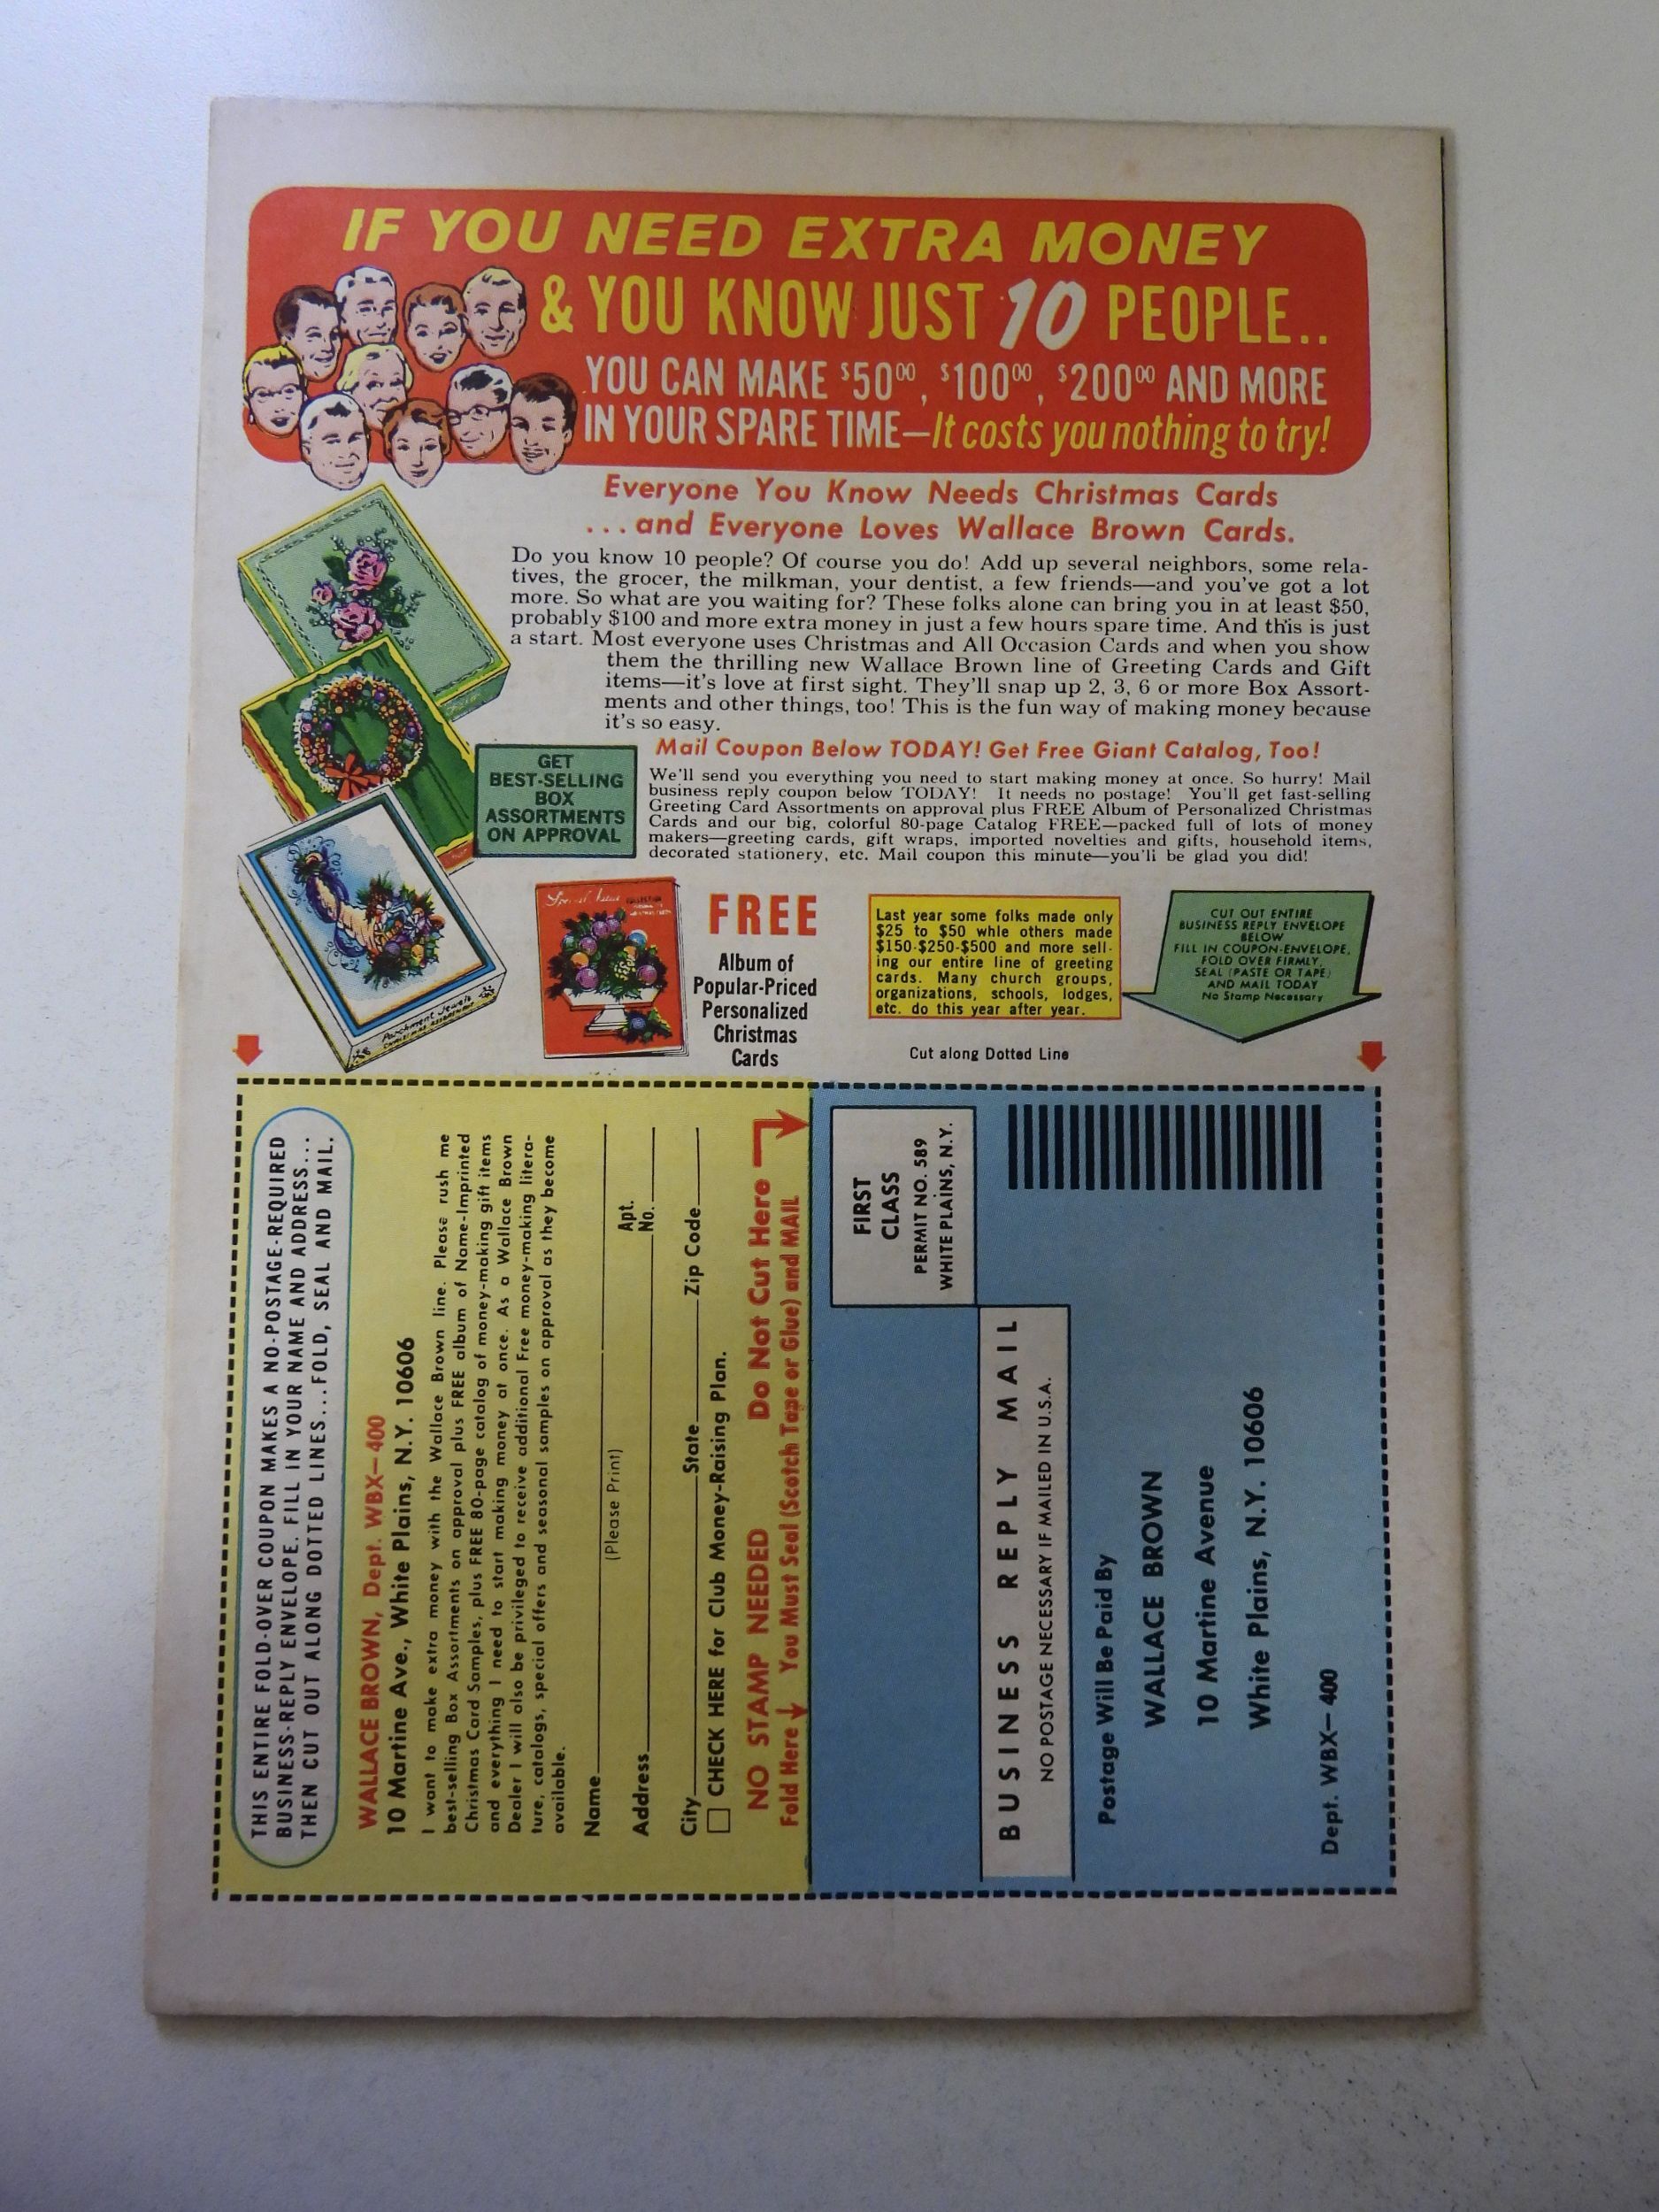 IF YOU NEED EXTRA MONEY
& YOU KNOW JUST 10 PEOPLE..
YOU CAN MAKE $50⁰⁰, $100⁰⁰, $200⁰⁰ AND MORE
IN YOUR SPARE TIME—It costs you nothing to try!
Everyone You Know Needs Christmas Cards
...and Everyone Loves Wallace Brown Cards.
Do you know 10 people? Of course you do! Add up several neighbors, some rela-
tives, the grocer, the milkman, your dentist, a few friends—and you've got a lot
more. So what are you waiting for? These folks alone can bring you in at least $50,
probably $100 and more extra money in just a few hours spare time. And this is just
a start. Most everyone uses Christmas and All Occasion Cards and when you show
them the thrilling new Wallace Brown line of Greeting Cards and Gift
items—it's love at first sight. They'll snap up 2, 3, 6 or more Box Assort-
ments and other things, too! This is the fun way of making money because
it's so easy.
GET
BEST-SELLING
BOX
ASSORTMENTS
ON APPROVAL
Mail Coupon Below TODAY! Get Free Giant Catalog, Too!
We'll send you everything you need to start making money at once. So hurry! Mail
business reply coupon below TODAY! It needs no postage! You'll get fast-selling
Greeting Card Assortments on approval plus FREE Album of Personalized Christmas
Cards and our big, colorful 80-page Catalog FREE—packed full of lots of money
makers—greeting cards, gift wraps, imported novelties and gifts, household items,
decorated stationery, etc. Mail coupon this minute—you'll be glad you did!
Parchment Jewels
FREE
Album of
Popular-Priced
Personalized
Christmas
Cards
Last year some folks made only
$25 to $50 whle others made
$150-$250-$500 and more sell-
ing our entire line of greeting
cards. Many church groups,
organizations, schools, lodges,
etc. do this year after year.
CUT OUT ENTIRE
BUSINESS REPLY ENVELOPE
BELOW
FILL IN COUPON-ENVELOPE,
FOLD OVER FIRMLY,
SEAL (PASTE OR TAPE)
AND MAIL TODAY
No Stamp Necessary
Cut along Dotted Line
THIS ENTIRE FOLD-OVER COUPON MAKES A NO-POSTAGE-REQUIRED
BUSINESS-REPLY ENVELOPE. FILL IN YOUR NAME AND ADDRESS...
THEN CUT OUT ALONG DOTTED LINES...FOLD, SEAL AND MAIL.
WALLACE BROWN, Dept. WBX—400
10 Martine Ave., White Plains, N.Y. 10606
I want to make extra money with the Wallace Brown line. Please rush me
best-selling Box Assortments on approval plus FREE album of Name-Imprinted
Christmas Card Samples, plus FREE 80-page catalog of money-making gift items
and everything I need to start making money at once. As a Wallace Brown
Dealer I will also be privileged to receive additional Free money-making litera-
ture, catalogs, special offers and seasonal samples on approval as they become
available.
Name
(Please Print)
Address Apt. No.
City State Zip Code
CHECK HERE for Club Money-Raising Plan.
NO STAMP NEEDED Do Not Cut Here
Fold Here You Must Seal (Scotch Tape or Glue) and MAIL
FIRST
CLASS
PERMIT NO. 589
WHITE PLAINS, N.Y.
BUSINESS REPLY MAIL
NO POSTAGE NECESSARY IF MAILED IN U.S.A.
Postage Will Be Paid By
WALLACE BROWN
10 Martine Avenue
White Plains, N.Y. 10606
Dept. WBX—400